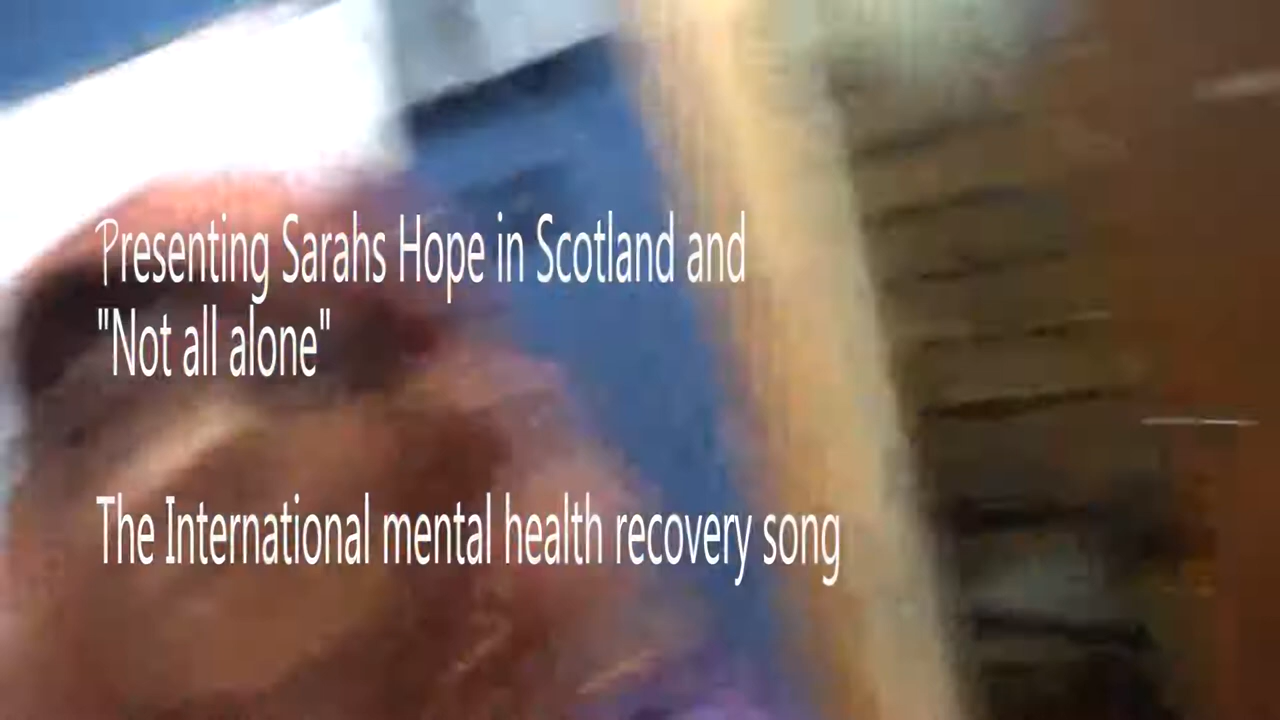 Presenting Sarahs Hope in Scotland and
"Not all alone"
The International mental health recovery song